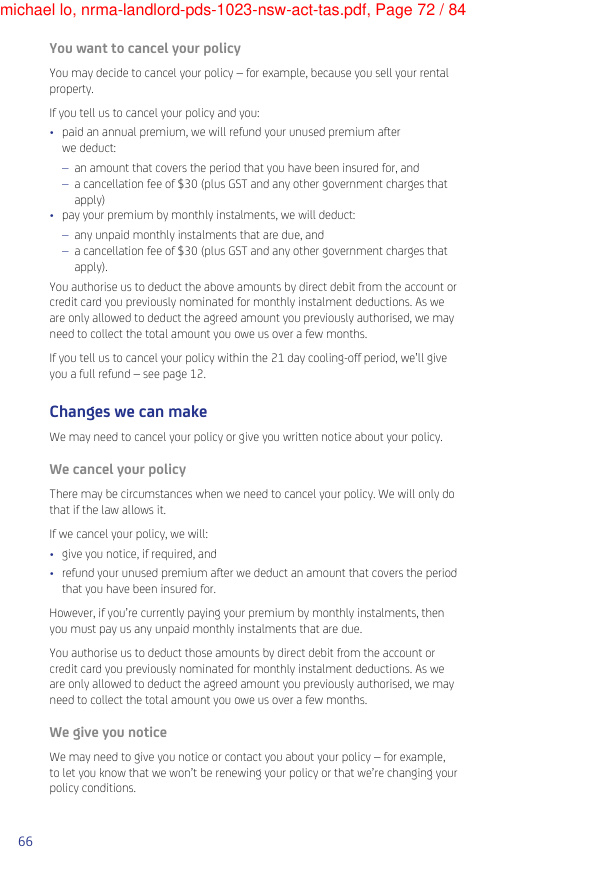 michael lo, nrma-landlord-pds-1023-nsw-act-tas.pdf, Page 72 / 84
You want to cancel your policy
You may decide to cancel your policy – for example, because you sell your rental
property.
If you tell us to cancel your policy and you:
• paid an annual premium, we will refund your unused premium after
we deduct:
– an amount that covers the period that you have been insured for, and
– a cancellation fee of $30 (plus GST and any other government charges that
apply)
• pay your premium by monthly instalments, we will deduct:
– any unpaid monthly instalments that are due, and
– a cancellation fee of $30 (plus GST and any other government charges that
apply).
You authorise us to deduct the above amounts by direct debit from the account or
credit card you previously nominated for monthly instalment deductions. As we
are only allowed to deduct the agreed amount you previously authorised, we may
need to collect the total amount you owe us over a few months.
If you tell us to cancel your policy within the 21 day cooling-off period, we’ll give
you a full refund – see page 12.
Changes we can make
We may need to cancel your policy or give you written notice about your policy.
We cancel your policy
There may be circumstances when we need to cancel your policy. We will only do
that if the law allows it.
If we cancel your policy, we will:
• give you notice, if required, and
• refund your unused premium after we deduct an amount that covers the period
that you have been insured for.
However, if you’re currently paying your premium by monthly instalments, then
you must pay us any unpaid monthly instalments that are due.
You authorise us to deduct those amounts by direct debit from the account or
credit card you previously nominated for monthly instalment deductions. As we
are only allowed to deduct the agreed amount you previously authorised, we may
need to collect the total amount you owe us over a few months.
We give you notice
We may need to give you notice or contact you about your policy – for example,
to let you know that we won’t be renewing your policy or that we’re changing your
policy conditions.
66